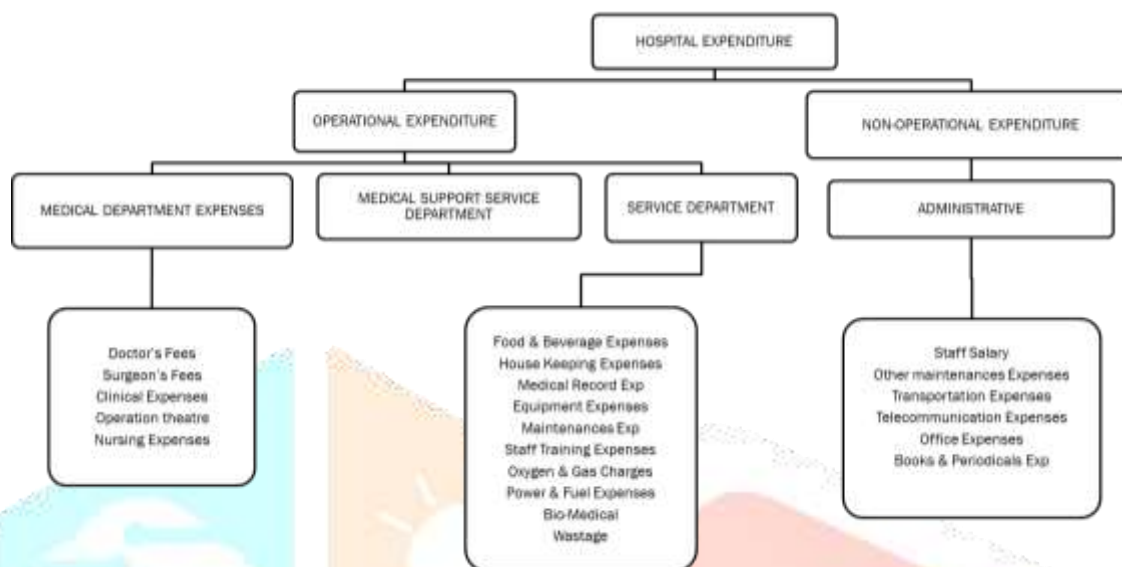 HOSPITAL EXPENDITURE
OPERATIONAL EXPENDITURE
NON-OPERATIONAL EXPENDITURE
MEDICAL DEPARTMENT EXPENSES
MEDICAL SUPPORT SERVICE
DEPARTMENT
SERVICE DEPARTMENT
ADMINISTRATIVE
Doctor's Fees
Surgeon's Fees
Clinical Expenses
Operation theatre
Nursing Expenses
Food & Beverage Expenses
House Keeping Expenses
Medical Record Exp
Equipment Expenses
Maintenances Exp
Staff Training Expenses
Oxygen & Gas Charges
Power & Fuel Expenses
Bio-Medical
Wastage
Staff Salary
Other maintenances Expenses
Transportation Expenses
Telecommunication Expenses
Office Expenses
Books & Periodicals Exp